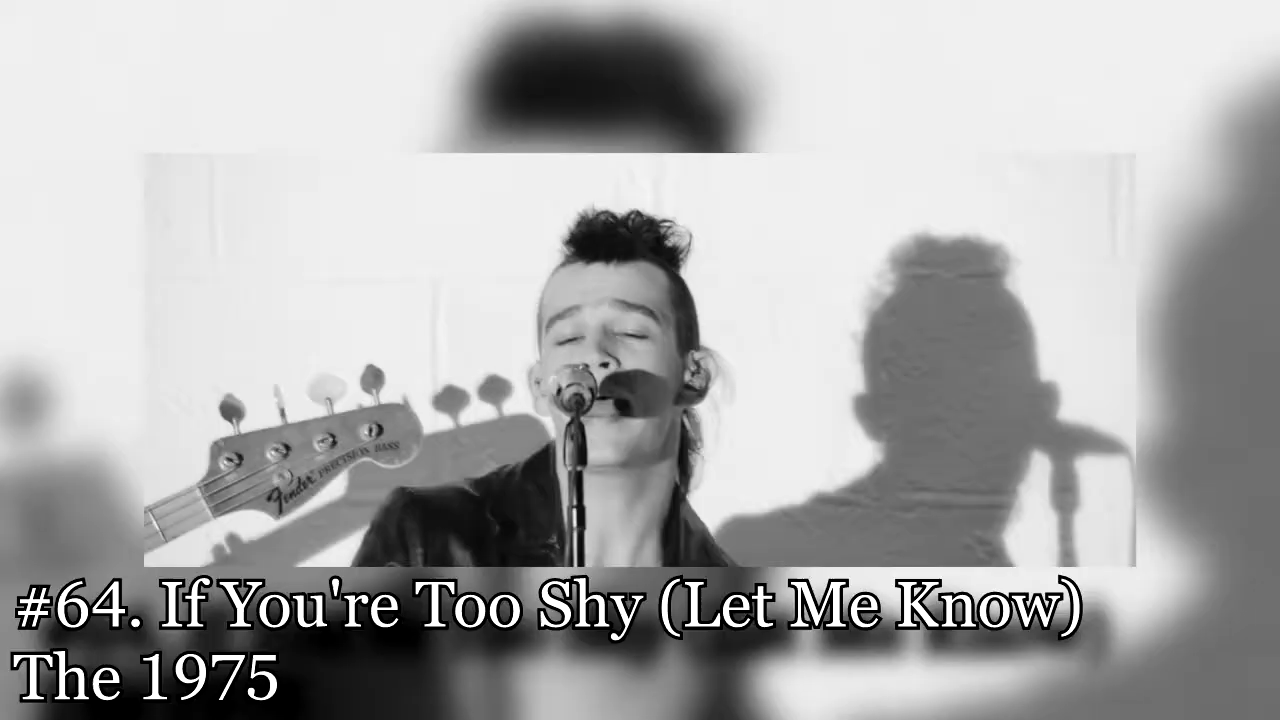 Fender PRECISION BASS
#64. If You're Too Shy (Let Me Know)
The 1975